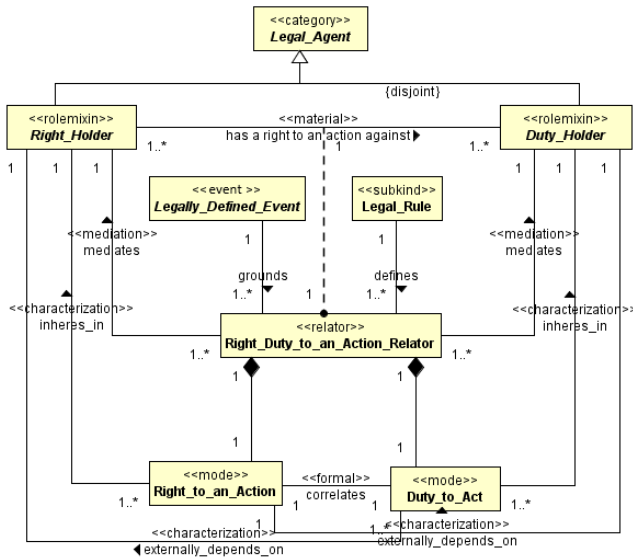 <<category>>
Legal_Agent
{disjoint}
<<rolemixin>>
Right_Holder
<<material>>
has a right to an action against
<<rolemixin>>
Duty_Holder
1 1 1
1..*
1
1..*
1 1 1
<<event >>
Legally_Defined_Event
<<subkind>>
Legal_Rule
<<mediation>>
mediates
1
1
<<mediation>>
mediates
grounds
defines
1..*
1
1..*
<<characterization>>
inheres_in
<<characterization>>
inheres_in
<<relator>>
Right_Duty_to_an_Action_Relator
1..*
1..*
1
1
1
1
<<mode>>
Right_to_an_Action
<<formal>>
correlates
<<mode>>
Duty_to_Act
1..*
1
1
1..*
1
1..*
1
<<characterization>>
externally_depends_on
<<characterization>>
externally_depends_on